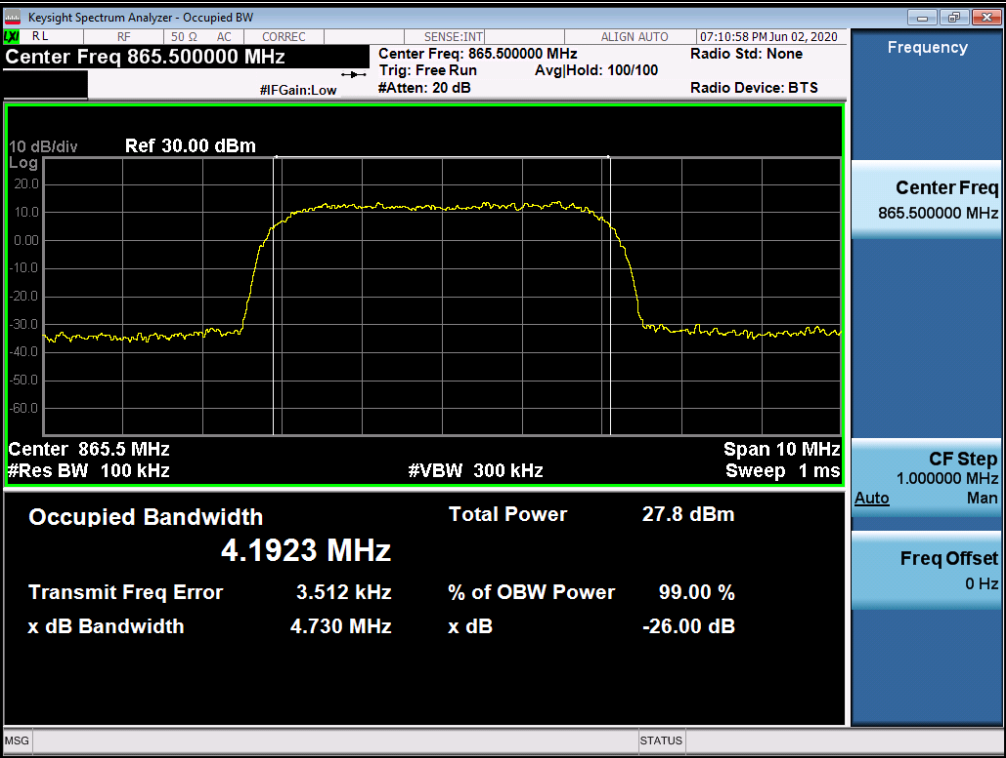 Keysight Spectrum Analyzer - Occupied BW
LXI RL RF 50 Ω AC CORREC SENSE:INT ALIGN AUTO 07:10:58 PM Jun 02, 2020
Center Freq 865.500000 MHz
Center Freq: 865.500000 MHz
Radio Std: None
Trig: Free Run Avg|Hold: 100/100
#IFGain:Low
#Atten: 20 dB
Radio Device: BTS
10 dB/div Ref 30.00 dBm
Log
20.0
10.0
0.00
-10.0
-20.0
-30.0
-40.0
-50.0
-60.0
Center 865.5 MHz
Span 10 MHz
#Res BW 100 kHz
#VBW 300 kHz
Sweep 1 ms
Occupied Bandwidth
4.1923 MHz
Total Power 27.8 dBm
Transmit Freq Error 3.512 kHz
% of OBW Power 99.00 %
x dB Bandwidth 4.730 MHz
x dB -26.00 dB
MSG
STATUS
Frequency
Center Freq
865.500000 MHz
CF Step
1.000000 MHz
Auto Man
Freq Offset
0 Hz